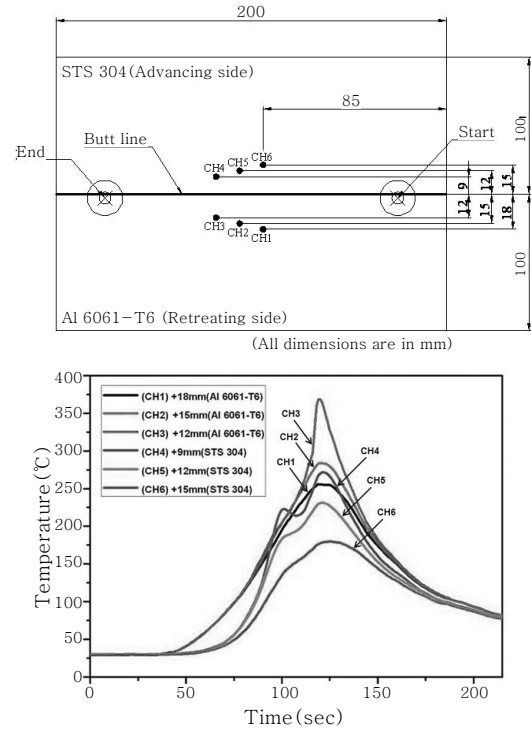 200
STS 304(Advancing side)
85
100
Butt line
Start
End
CH6
CH5
CH4
9
12
15
CH3
CH2
CH1
12
15
18
100
Al 6061-T6 (Retreating side)
(All dimensions are in mm)
400
350
300
250
200
150
100
50
0
Temperature(℃)
(CH1) +18mm(Al 6061-T6)
(CH2) +15mm(Al 6061-T6)
(CH3) +12mm(Al 6061-T6)
(CH4) +9mm(STS 304)
(CH5) +12mm(STS 304)
(CH6) +15mm(STS 304)
CH3
CH2
CH1
CH4
CH5
CH6
0 50 100 150 200
Time(sec)